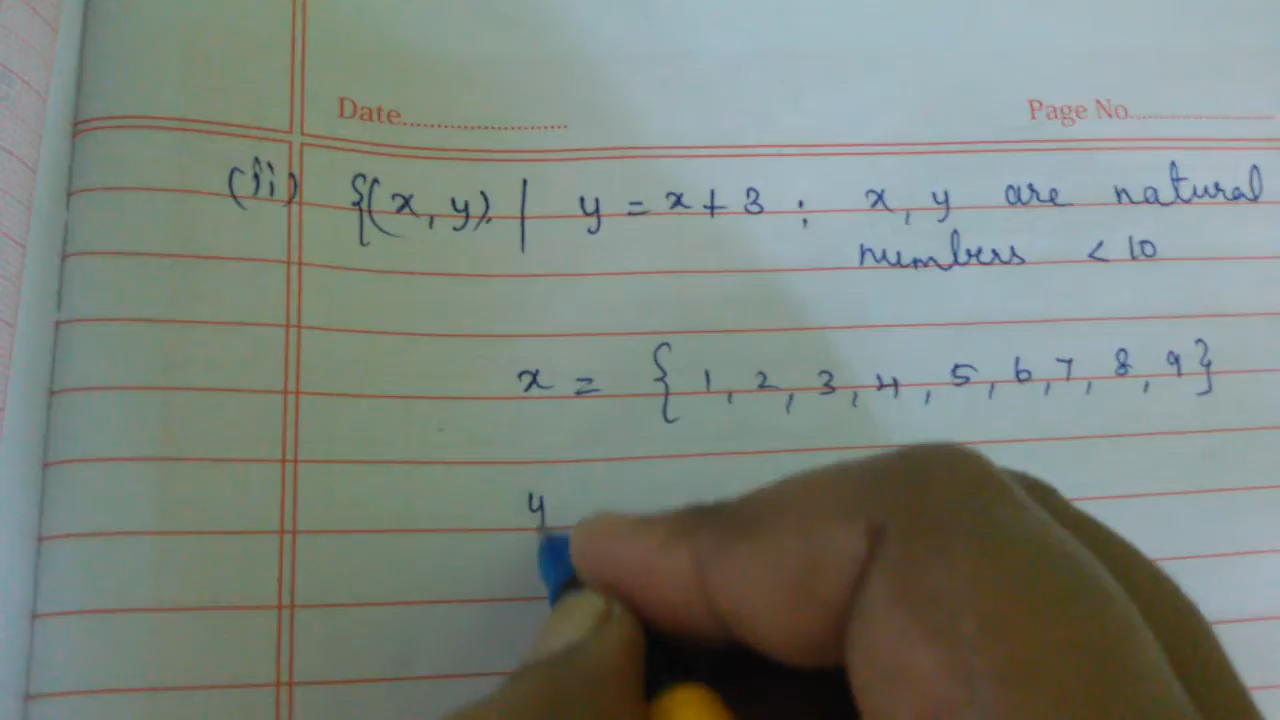 Date........................ Page No........................
(ii) {(x, y). | y = x + 3 ; x, y are natural
numbers < 10
x = { 1, 2, 3, 4, 5, 6, 7, 8, 9 }
y